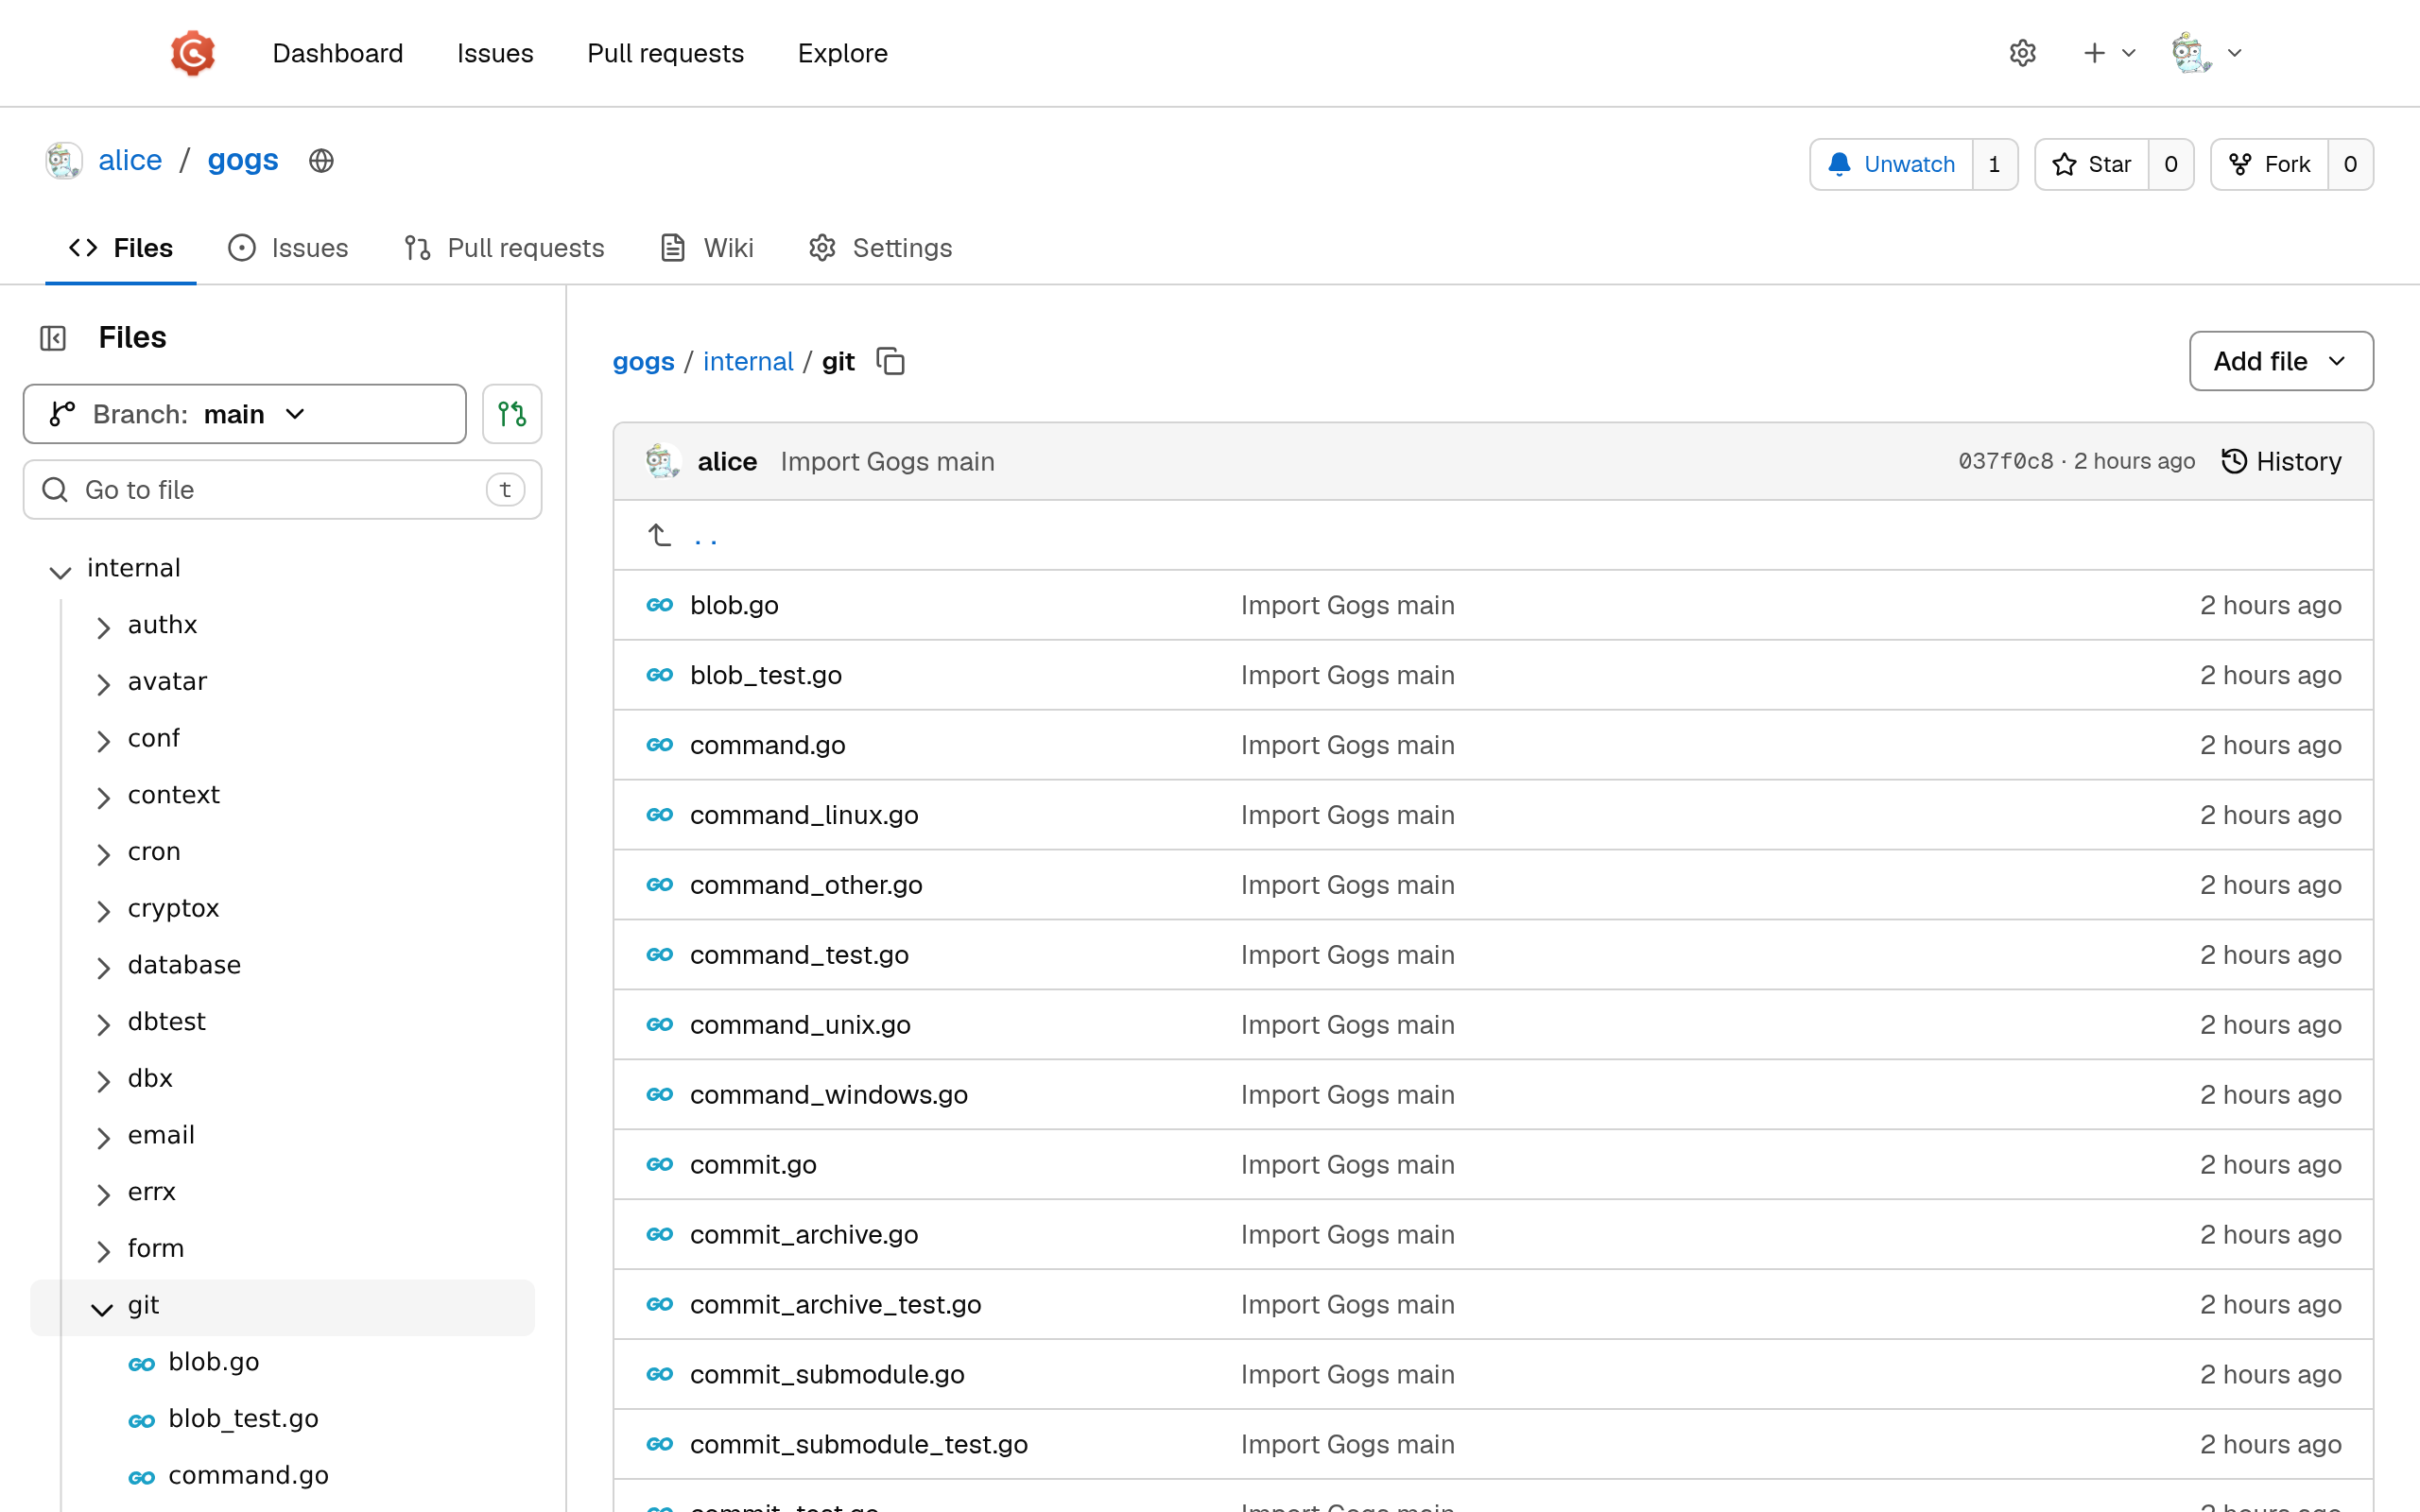 Dashboard Issues Pull requests Explore
alice / gogs
Unwatch 1 Star 0 Fork 0
Files Issues Pull requests Wiki Settings
Files
Branch: main
Go to file t
internal
authx
avatar
conf
context
cron
cryptox
database
dbtest
dbx
email
errx
form
git
blob.go
blob_test.go
command.go
gogs / internal / git
Add file
alice Import Gogs main 037f0c8 · 2 hours ago History
..
blob.go Import Gogs main 2 hours ago
blob_test.go Import Gogs main 2 hours ago
command.go Import Gogs main 2 hours ago
command_linux.go Import Gogs main 2 hours ago
command_other.go Import Gogs main 2 hours ago
command_test.go Import Gogs main 2 hours ago
command_unix.go Import Gogs main 2 hours ago
command_windows.go Import Gogs main 2 hours ago
commit.go Import Gogs main 2 hours ago
commit_archive.go Import Gogs main 2 hours ago
commit_archive_test.go Import Gogs main 2 hours ago
commit_submodule.go Import Gogs main 2 hours ago
commit_submodule_test.go Import Gogs main 2 hours ago
commit_test.go Import Gogs main 2 hours ago